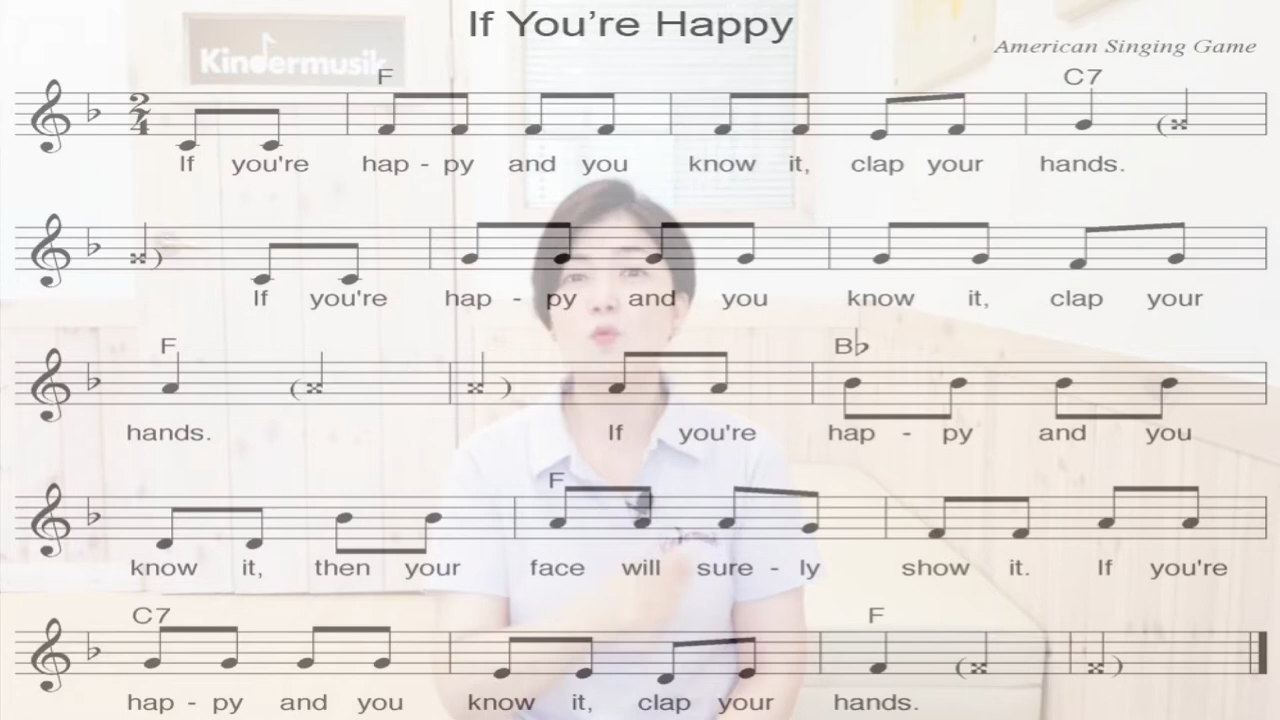 If You're Happy
Kindermusik
American Singing Game
F C7
2 4
If you're hap - py and you know it, clap your hands.
If you're hap - py and you know it, clap your
F B♭
hands. If you're hap - py and you
F
know it, then your face will sure - ly show it. If you're
C7 F
hap - py and you know it, clap your hands.